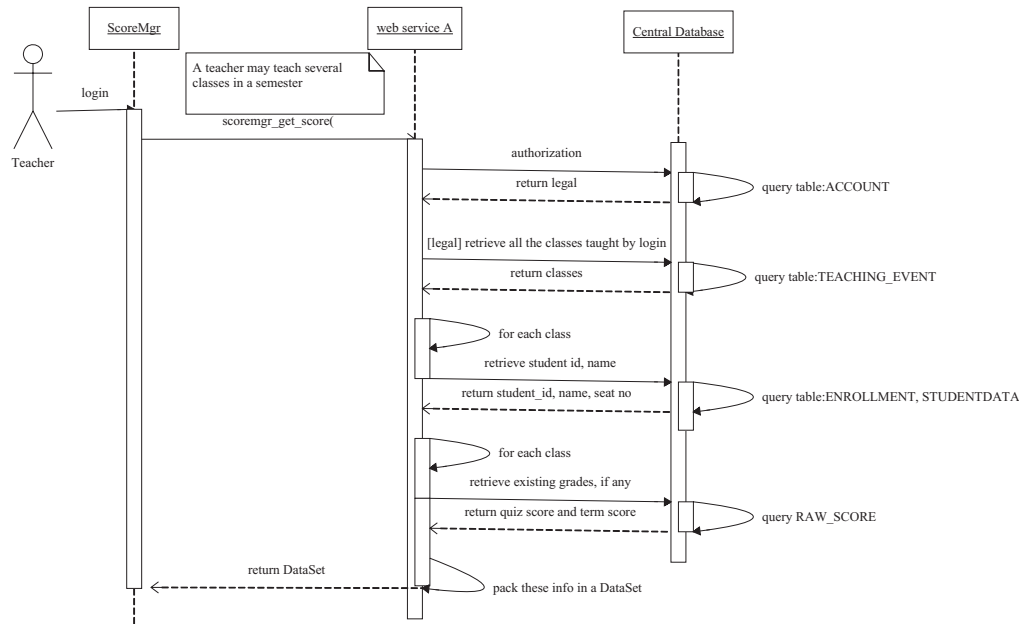 ScoreMgr
web service A
Central Database
A teacher may teach several
classes in a semester
login
scoremgr_get_score(
Teacher
authorization
return legal
query table:ACCOUNT
[legal] retrieve all the classes taught by login
return classes
query table:TEACHING_EVENT
for each class
retrieve student id, name
return student_id, name, seat no
query table:ENROLLMENT, STUDENTDATA
for each class
retrieve existing grades, if any
return quiz score and term score
query RAW_SCORE
return DataSet
pack these info in a DataSet